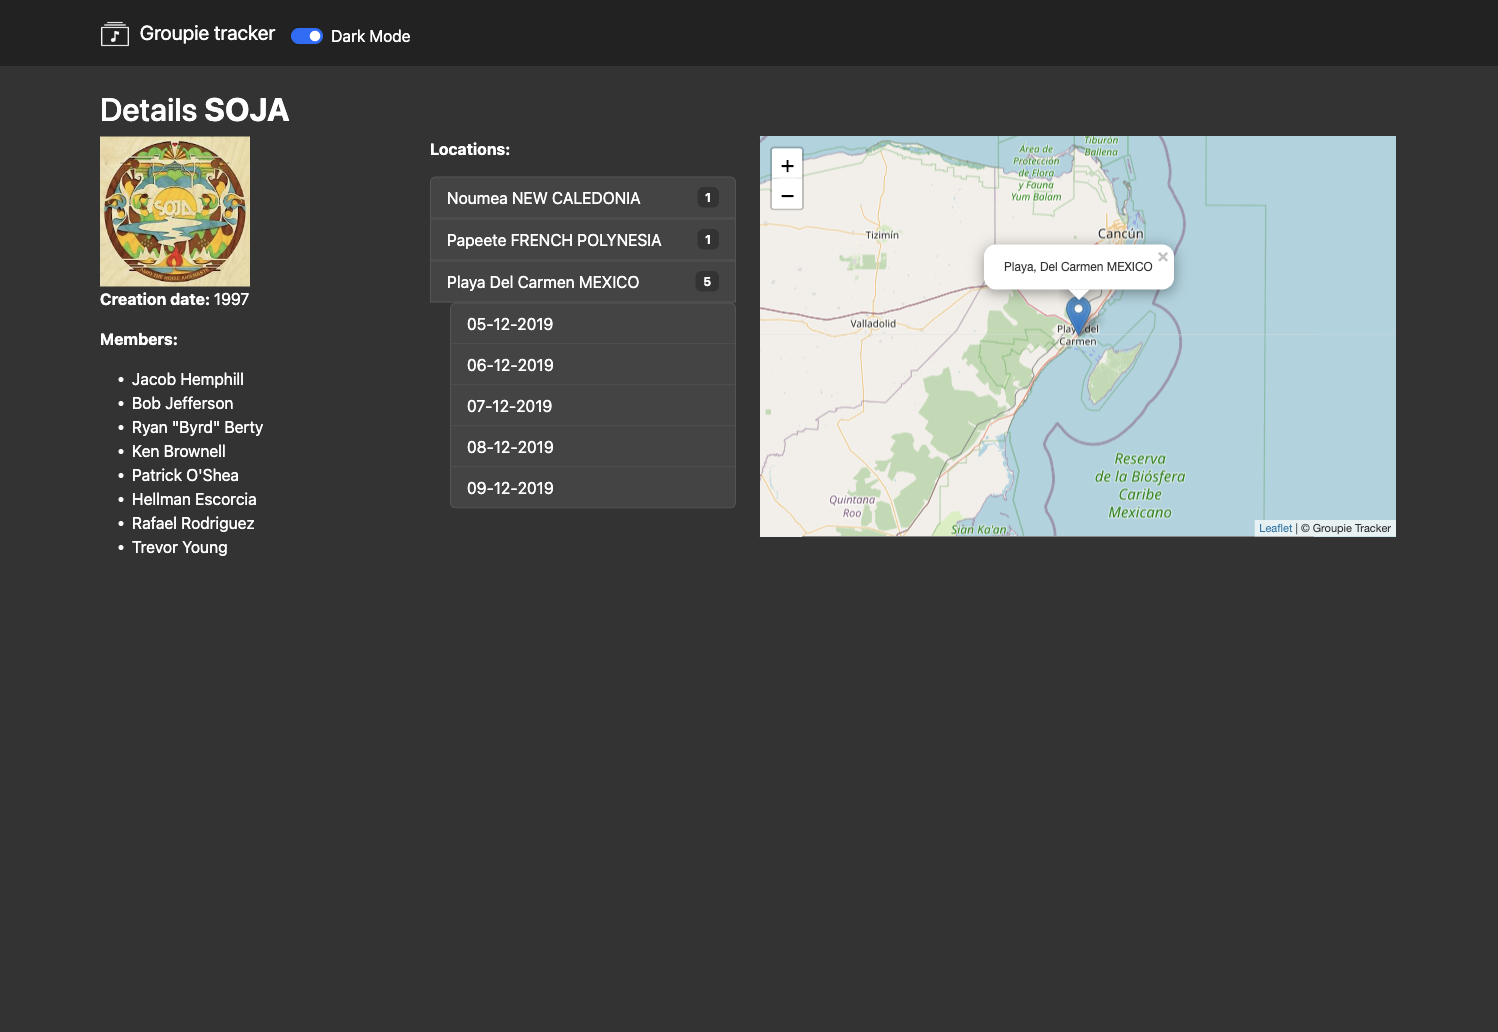 Groupie tracker
Dark Mode
Details SOJA
SOJA
Creation date: 1997
Members:
• Jacob Hemphill
• Bob Jefferson
• Ryan "Byrd" Berty
• Ken Brownell
• Patrick O'Shea
• Hellman Escorcia
• Rafael Rodriguez
• Trevor Young
Locations:
Noumea NEW CALEDONIA 1
Papeete FRENCH POLYNESIA 1
Playa Del Carmen MEXICO 5
05-12-2019
06-12-2019
07-12-2019
08-12-2019
09-12-2019
+
−
Tiburón
Ballena
Área de
Protección
de Flora
y Fauna
Yum Balam
Tizimín
Cancún
Playa, Del Carmen MEXICO
×
Valladolid
Playa del
Carmen
Reserva
de la Biósfera
Caribe
Mexicano
Quintana
Roo
Sian Ka'an
Leaflet | © Groupie Tracker